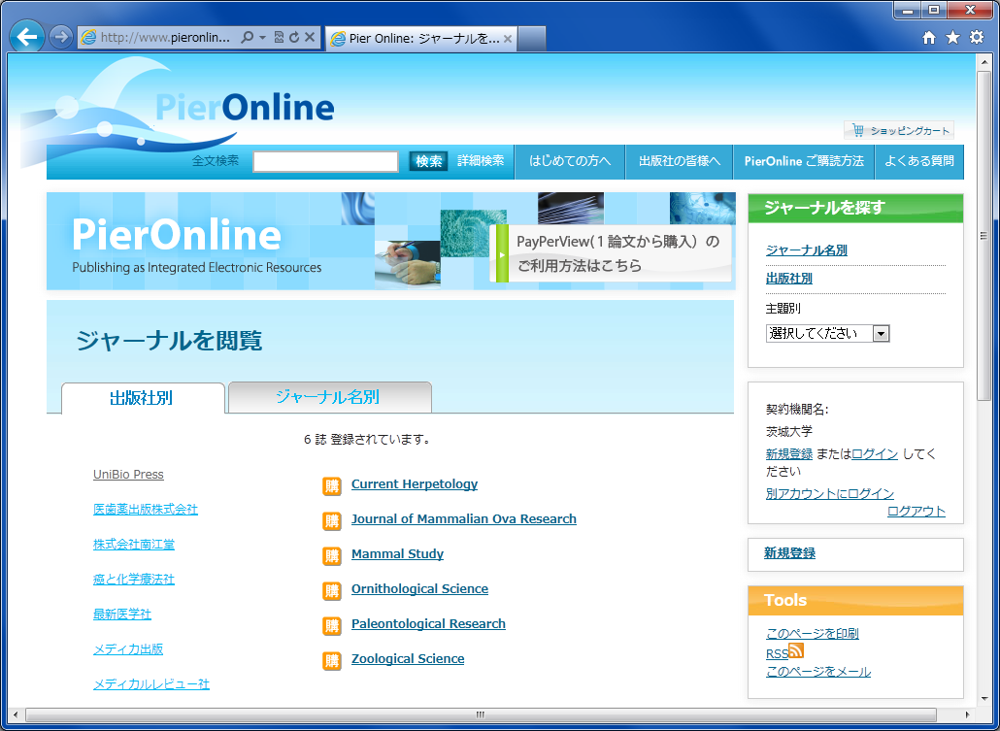 http://www.pieronlin...
Pier Online: ジャーナルを...
PierOnline
ショッピングカート
全文検索
検索
詳細検索
はじめての方へ
出版社の皆様へ
PierOnline ご購読方法
よくある質問
PierOnline
Publishing as Integrated Electronic Resources
PayPerView(1論文から購入) の
ご利用方法はこちら
ジャーナルを閲覧
出版社別
ジャーナル名別
6 誌 登録されています。
UniBio Press
医歯薬出版株式会社
株式会社南江堂
癌と化学療法社
最新医学社
メディカ出版
メディカルレビュー社
購 Current Herpetology
購 Journal of Mammalian Ova Research
購 Mammal Study
購 Ornithological Science
購 Paleontological Research
購 Zoological Science
ジャーナルを探す
ジャーナル名別
出版社別
主題別
選択してください
契約機関名:
茨城大学
新規登録 またはログイン してく
ださい
別アカウントにログイン
ログアウト
新規登録
Tools
このページを印刷
RSS
このページをメール